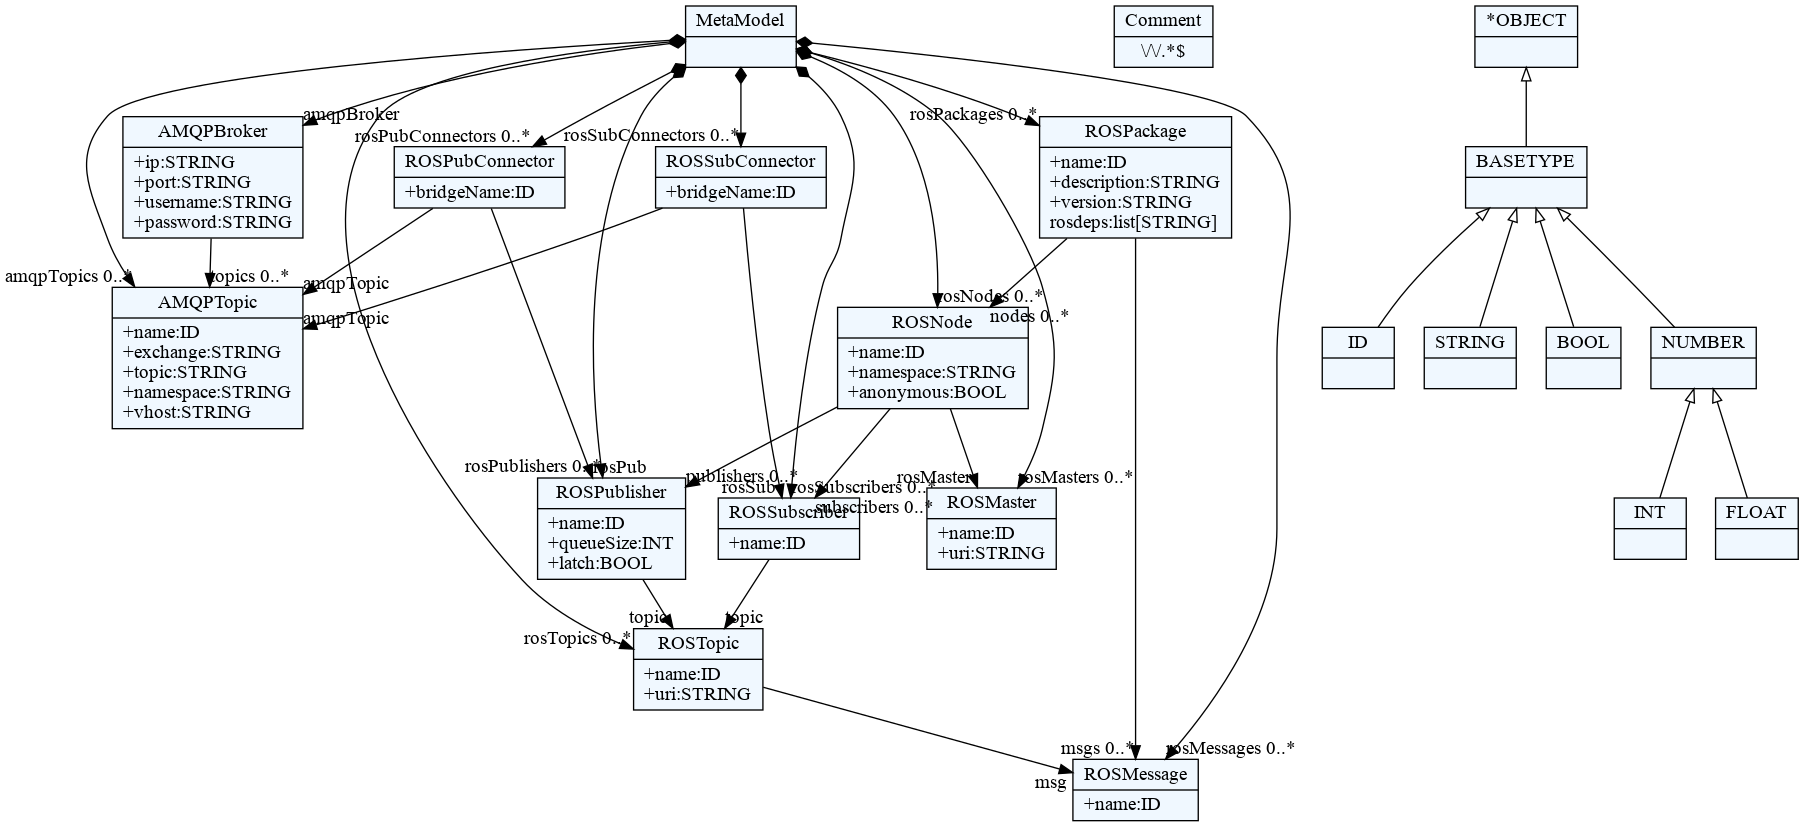 MetaModel
Comment
\/\/.*$
*OBJECT
amqpBroker
rosPackages 0..*
rosPubConnectors 0..*
rosSubConnectors 0..*
AMQPBroker
+ip:STRING
+port:STRING
+username:STRING
+password:STRING
ROSPubConnector
+bridgeName:ID
ROSSubConnector
+bridgeName:ID
ROSPackage
+name:ID
+description:STRING
+version:STRING
rosdeps:list[STRING]
BASETYPE
amqpTopics 0..*
topics 0..*
amqpTopic
amqpTopic
AMQPTopic
+name:ID
+exchange:STRING
+topic:STRING
+namespace:STRING
+vhost:STRING
rosNodes 0..*
nodes 0..*
ROSNode
+name:ID
+namespace:STRING
+anonymous:BOOL
ID
STRING
BOOL
NUMBER
rosPublishers 0..*
rosPub
publishers 0..*
rosSub
rosSubscribers 0..*
subscribers 0..*
rosMaster
rosMasters 0..*
ROSPublisher
+name:ID
+queueSize:INT
+latch:BOOL
ROSSubscriber
+name:ID
ROSMaster
+name:ID
+uri:STRING
INT
FLOAT
topic
topic
rosTopics 0..*
ROSTopic
+name:ID
+uri:STRING
msgs 0..*
rosMessages 0..*
msg
ROSMessage
+name:ID